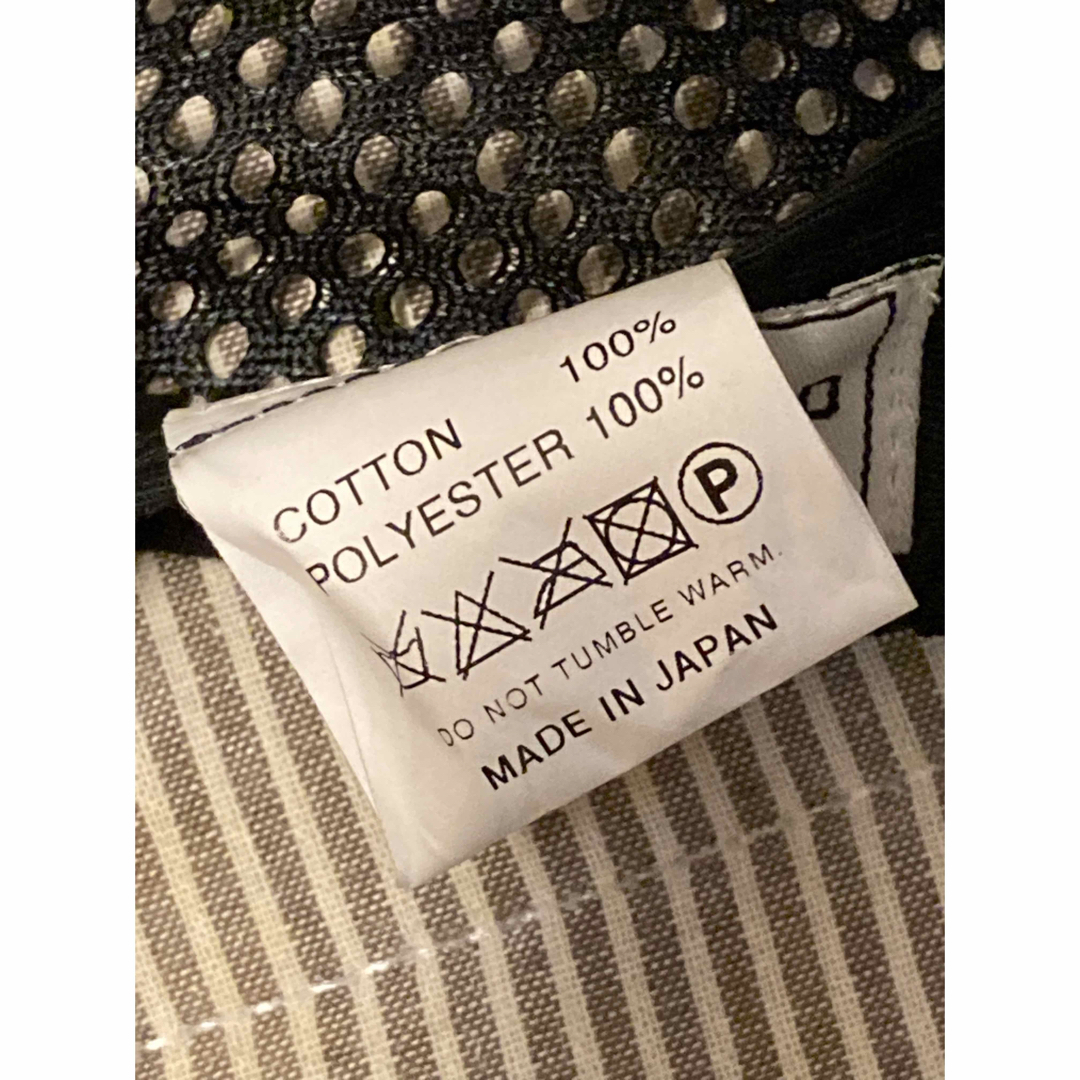 COTTON 100%
POLYESTER 100%
P
DO NOT TUMBLE WARM.
MADE IN JAPAN